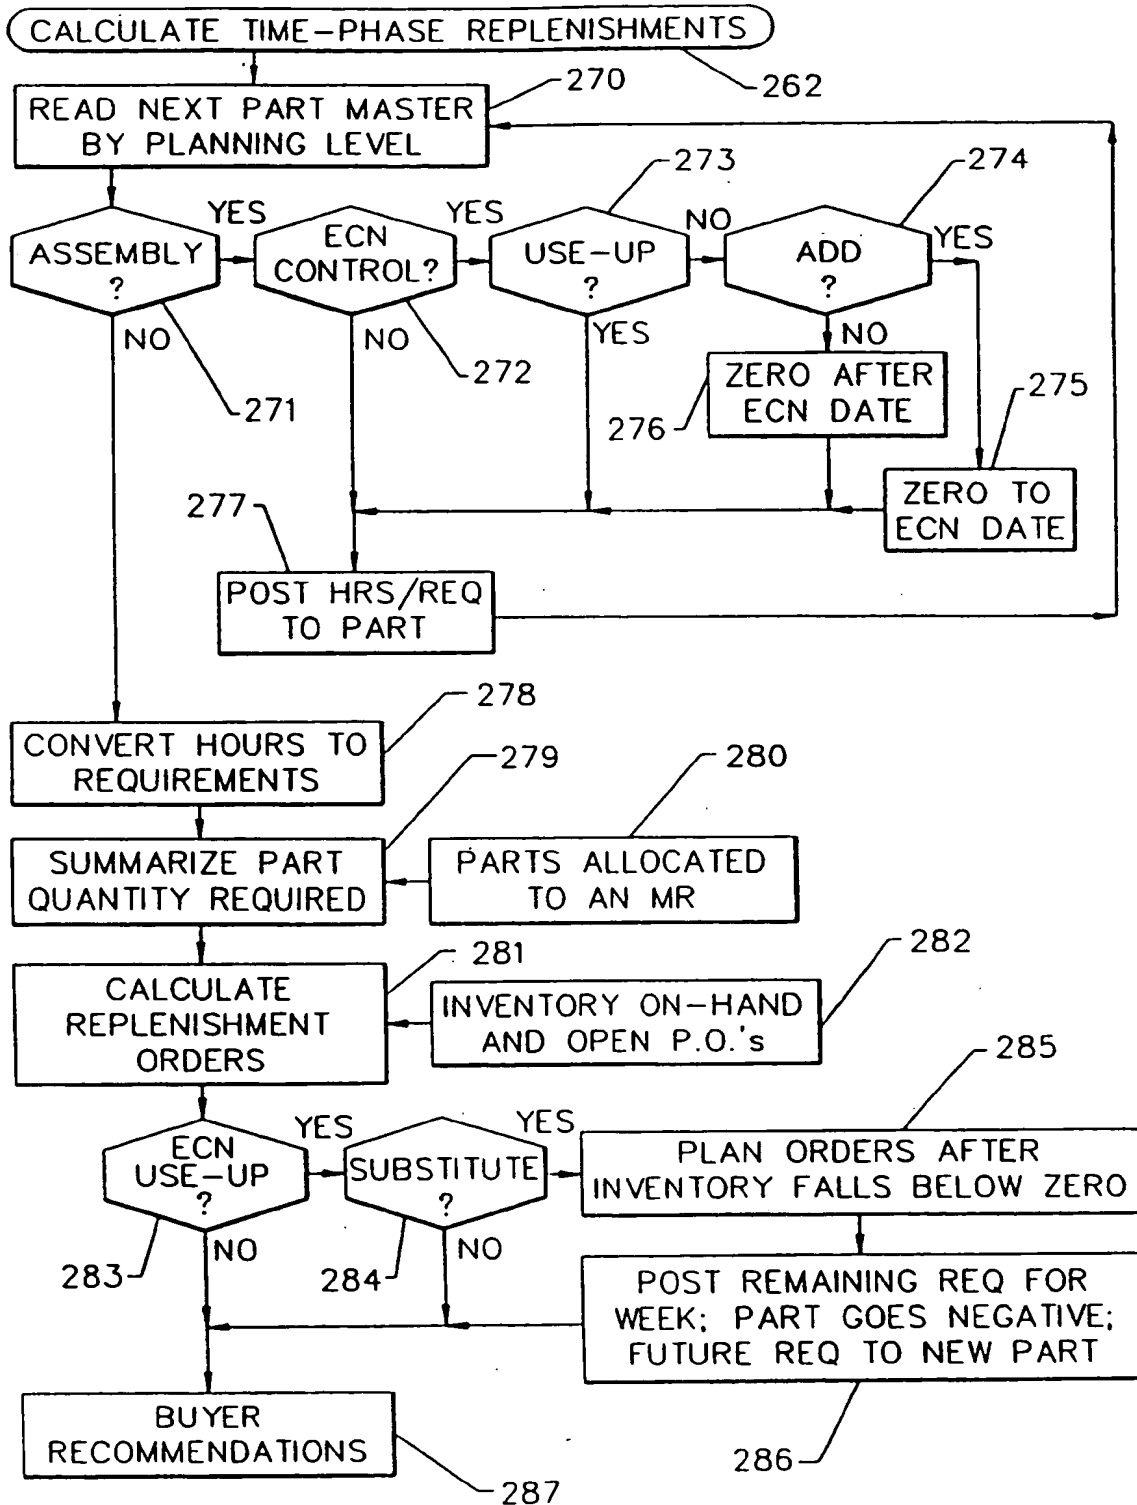 CALCULATE TIME-PHASE REPLENISHMENTS
262
270
READ NEXT PART MASTER
BY PLANNING LEVEL
273
274
YES
YES
NO
YES
ASSEMBLY
?
ECN
CONTROL?
USE-UP
?
ADD
?
NO
NO
YES
NO
271
272
276
ZERO AFTER
ECN DATE
275
277
ZERO TO
ECN DATE
POST HRS/REQ
TO PART
278
CONVERT HOURS TO
REQUIREMENTS
279
280
SUMMARIZE PART
QUANTITY REQUIRED
PARTS ALLOCATED
TO AN MR
281
282
CALCULATE
REPLENISHMENT
ORDERS
INVENTORY ON-HAND
AND OPEN P.O.'s
285
YES
YES
ECN
USE-UP
?
SUBSTITUTE
?
PLAN ORDERS AFTER
INVENTORY FALLS BELOW ZERO
NO
NO
283
284
POST REMAINING REQ FOR
WEEK; PART GOES NEGATIVE;
FUTURE REQ TO NEW PART
BUYER
RECOMMENDATIONS
286
287